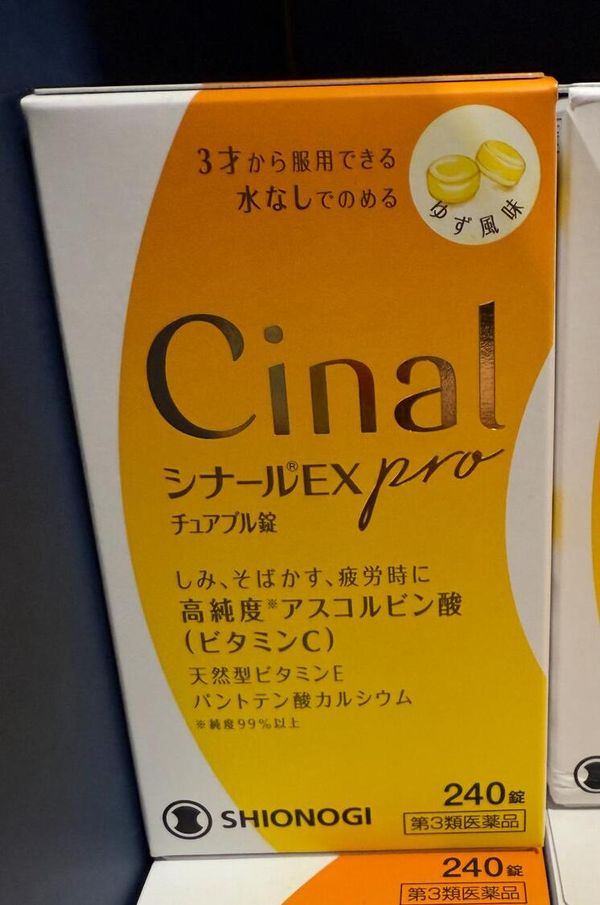 3才から服用できる
水なしでのめる
ゆず風味
Cinal
シナール®EX pro
チュアブル錠
しみ、そばかす、疲労時に
高純度※アスコルビン酸
(ビタミンC)
天然型ビタミンE
パントテン酸カルシウム
※純度99%以上
240錠
SHIONOGI
第3類医薬品
240錠
第3類医薬品